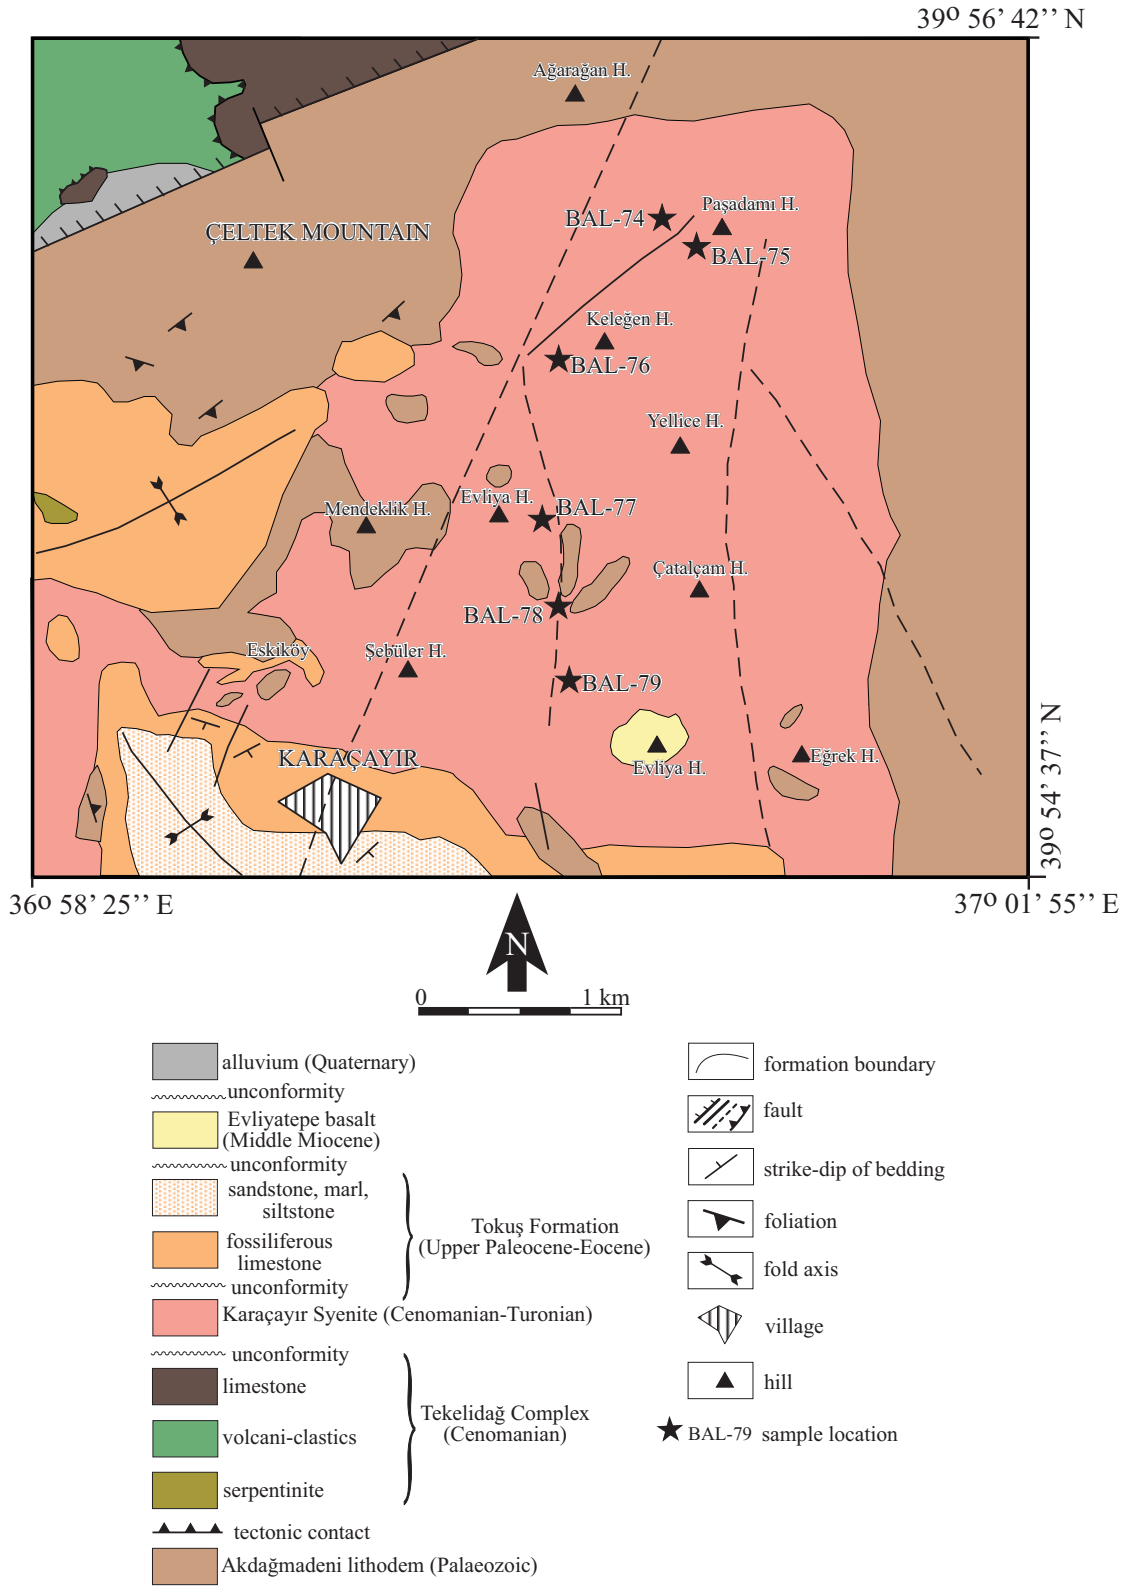 39o 56’ 42’’ N
Ağarağan H.
BAL-74
Paşadamı H.
ÇELTEK MOUNTAIN
BAL-75
Keleğen H.
BAL-76
Yellice H.
Evliya H.
Mendeklik H.
BAL-77
Çatalçam H.
BAL-78
Eskiköy
Şebüler H.
BAL-79
KARAÇAYIR
Eğrek H.
Evliya H.
39o 54’ 37’’ N
36o 58’ 25’’ E
37o 01’ 55’’ E
N
0 1 km
alluvium (Quaternary)
unconformity
Evliyatepe basalt
(Middle Miocene)
unconformity
sandstone, marl,
siltstone
fossiliferous
limestone
Tokuş Formation
(Upper Paleocene-Eocene)
unconformity
Karaçayır Syenite (Cenomanian-Turonian)
unconformity
limestone
volcani-clastics
serpentinite
Tekelidağ Complex
(Cenomanian)
tectonic contact
Akdağmadeni lithodem (Palaeozoic)
formation boundary
fault
strike-dip of bedding
foliation
fold axis
village
hill
BAL-79 sample location